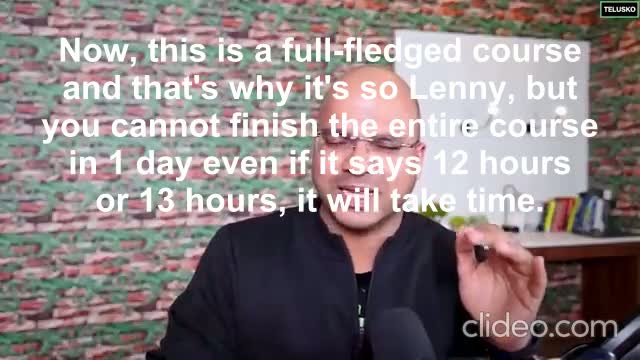 TELUSKO
Now, this is a full-fledged course
and that's why it's so Lenny, but
you cannot finish the entire course
in 1 day even if it says 12 hours
or 13 hours, it will take time.
clideo.com